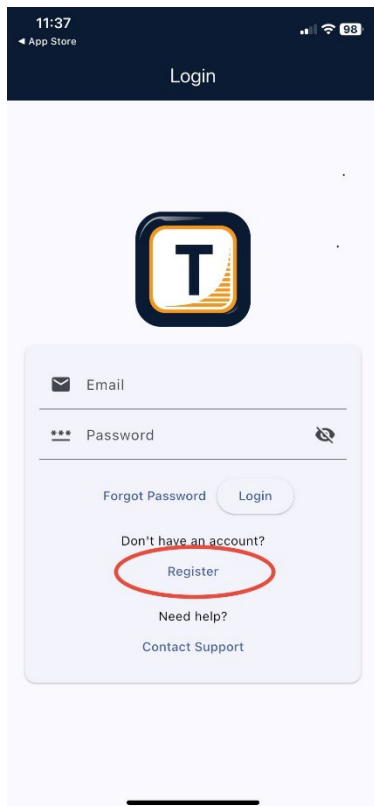 11:37
98
◀ App Store
Login
T
Email
Password
Forgot Password Login
Don't have an account?
Register
Need help?
Contact Support